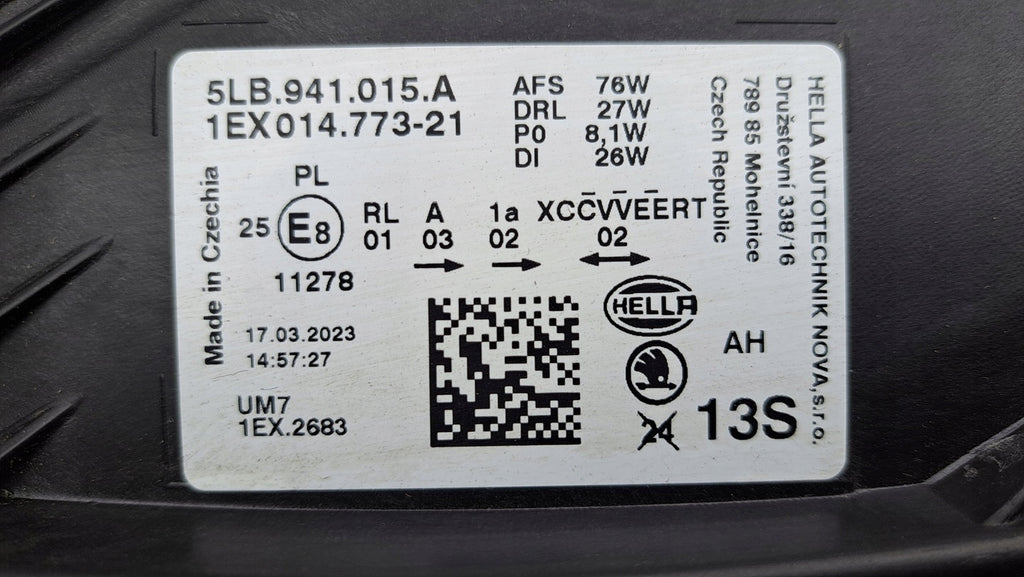 5LB.941.015.A
1EX014.773-21
AFS 76W
DRL 27W
P0 8,1W
DI 26W
PL
25 E8
11278
RL A 1a XCC̅VV̅EE̅RT
01 03 02 02
→ → ↔
Made in Czechia
17.03.2023
14:57:27
UM7
1EX.2683
HELLA
AH
24
13S
HELLA AUTOTECHNIK NOVA,s.r.o.
Družstevní 338/16
789 85 Mohelnice
Czech Republic